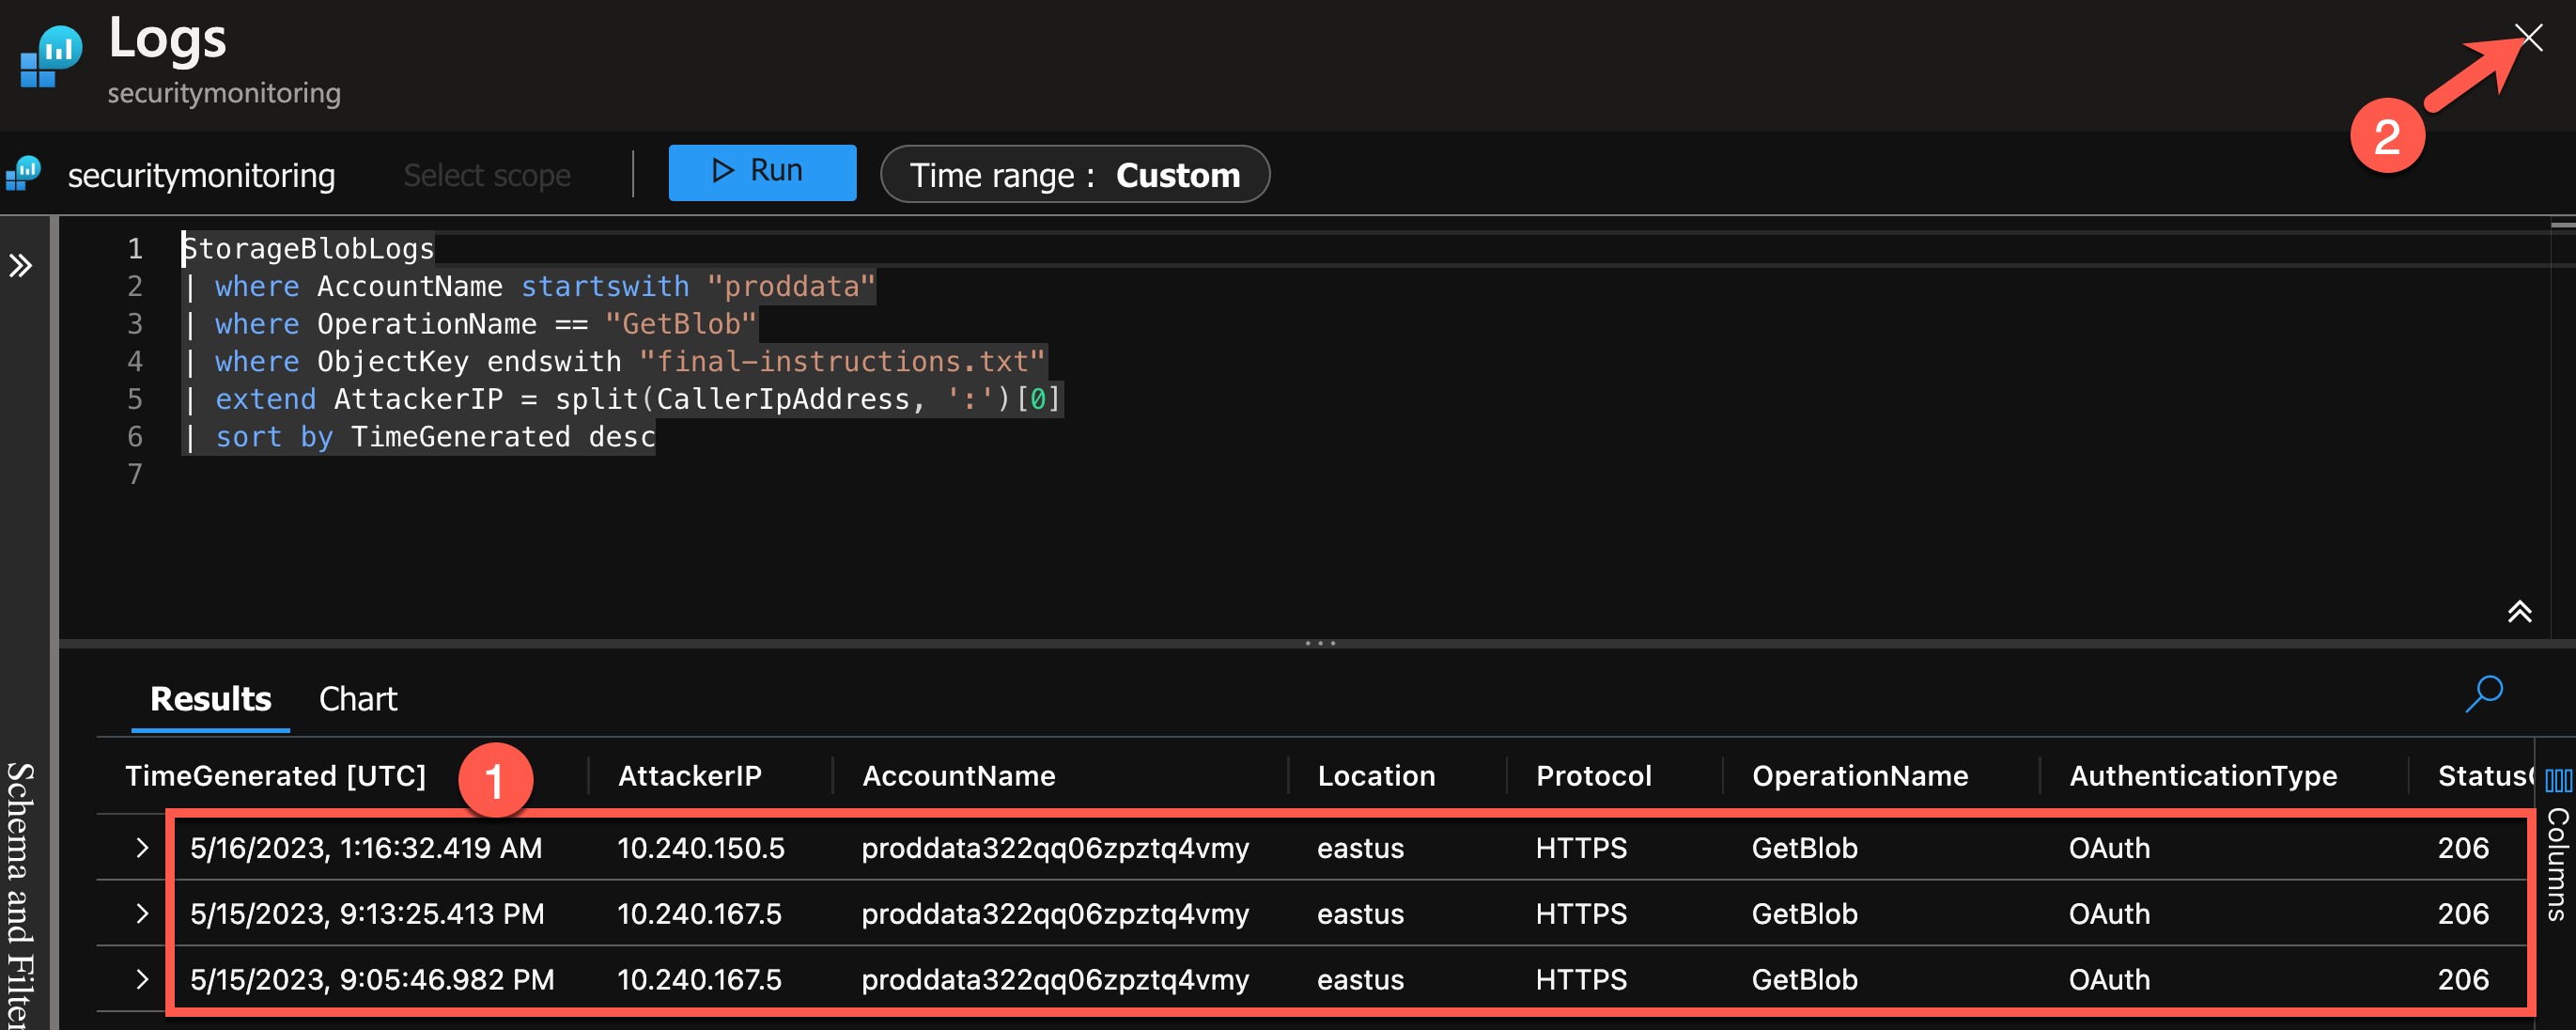 Logs
securitymonitoring
2
securitymonitoring Select scope Run Time range : Custom
1 StorageBlobLogs
2 | where AccountName startswith "proddata"
3 | where OperationName == "GetBlob"
4 | where ObjectKey endswith "final-instructions.txt"
5 | extend AttackerIP = split(CallerIpAddress, ':')[0]
6 | sort by TimeGenerated desc
7
Results Chart
TimeGenerated [UTC] 1 AttackerIP AccountName Location Protocol OperationName AuthenticationType
5/16/2023, 1:16:32.419 AM 10.240.150.5 proddata322qq06zpztq4vmy eastus HTTPS GetBlob OAuth 206
5/15/2023, 9:13:25.413 PM 10.240.167.5 proddata322qq06zpztq4vmy eastus HTTPS GetBlob OAuth 206
5/15/2023, 9:05:46.982 PM 10.240.167.5 proddata322qq06zpztq4vmy eastus HTTPS GetBlob OAuth 206
Schema and Filter
Columns